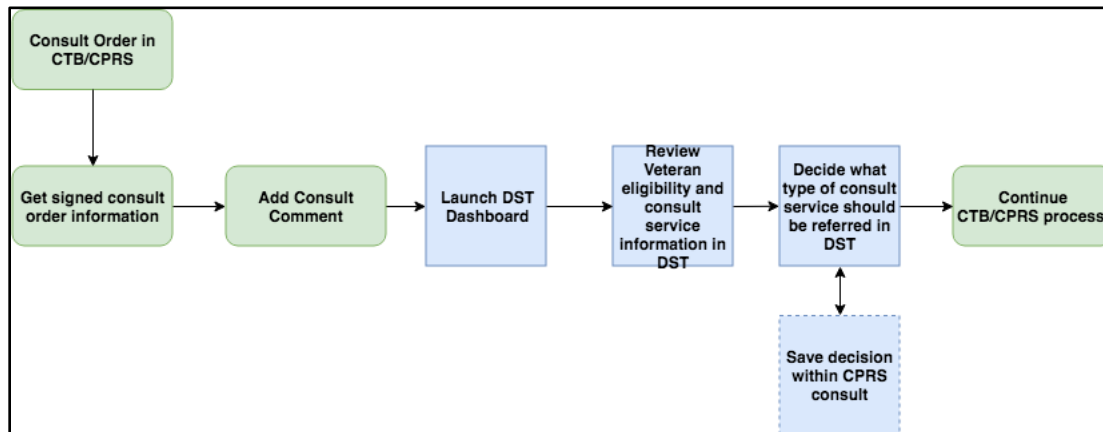 Consult Order in
CTB/CPRS
Get signed consult
order information
Add Consult
Comment
Launch DST
Dashboard
Review
Veteran
eligibility and
consult
service
information in
DST
Decide what
type of consult
service should
be referred in
DST
Continue
CTB/CPRS process
Save decision
within CPRS
consult